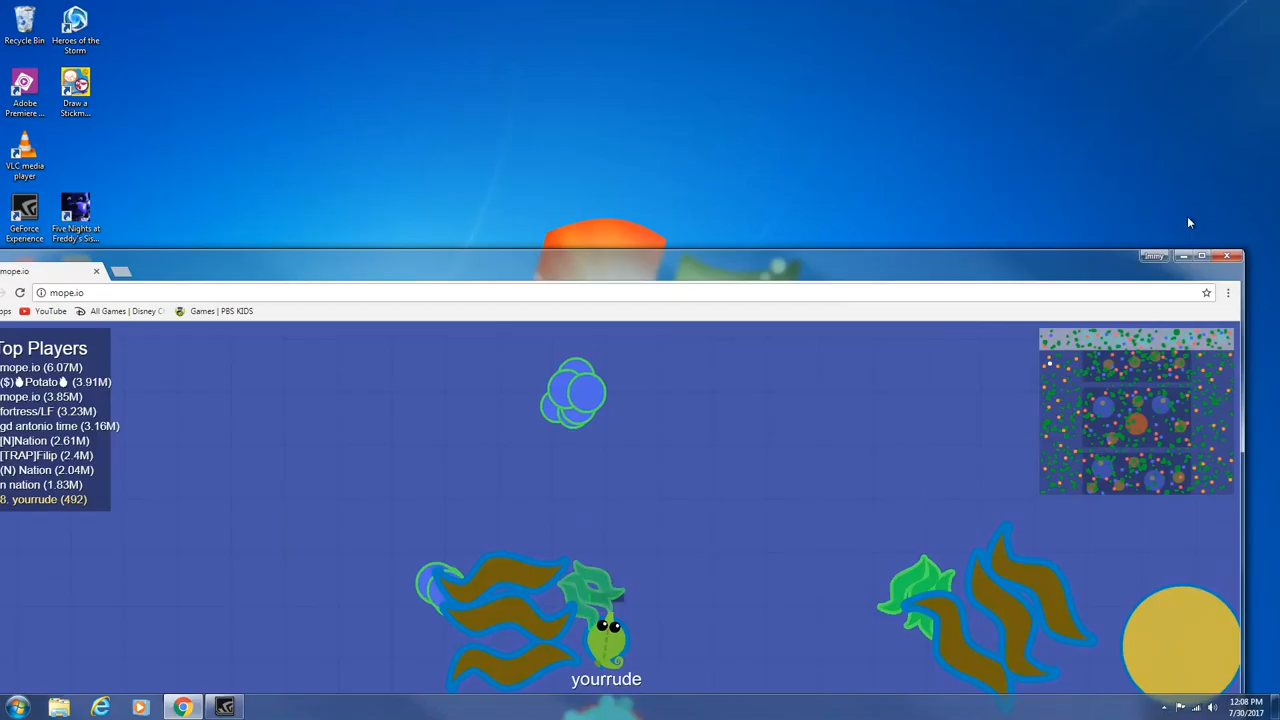 Recycle Bin
Heroes of the
Storm
Adobe
Premiere ...
Draw a
Stickm...
VLC media
player
GeForce
Experience
Five Nights at
Freddy's Sis...
Immy
mope.io
mope.io
pps
YouTube
All Games | Disney C
Games | PBS KIDS
Top Players
mope.io (6.07M)
($)Potato (3.91M)
mope.io (3.85M)
fortress/LF (3.23M)
gd antonio time (3.16M)
[N]Nation (2.61M)
[TRAP]Filip (2.4M)
(N) Nation (2.04M)
n nation (1.83M)
8. yourrude (492)
yourrude
12:08 PM
7/30/2017